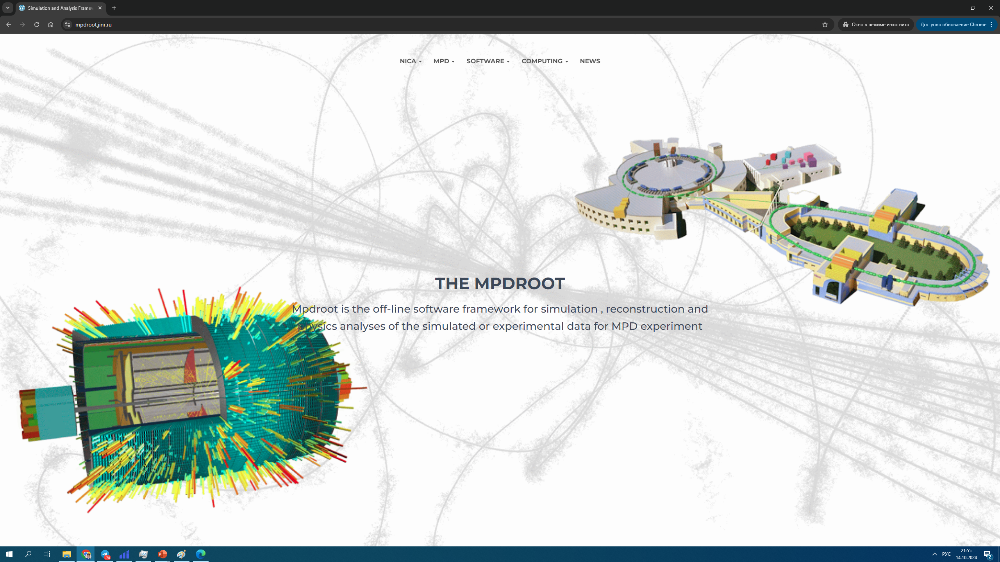 Simulation and Analysis Framew
mpdroot.jinr.ru
Окно в режиме инкогнито
Доступно обновление Chrome
NICA
MPD
SOFTWARE
COMPUTING
NEWS
THE MPDROOT
Mpdroot is the off-line software framework for simulation , reconstruction and
physics analyses of the simulated or experimental data for MPD experiment
.78
P
РУС
21:55
14.10.2024
2